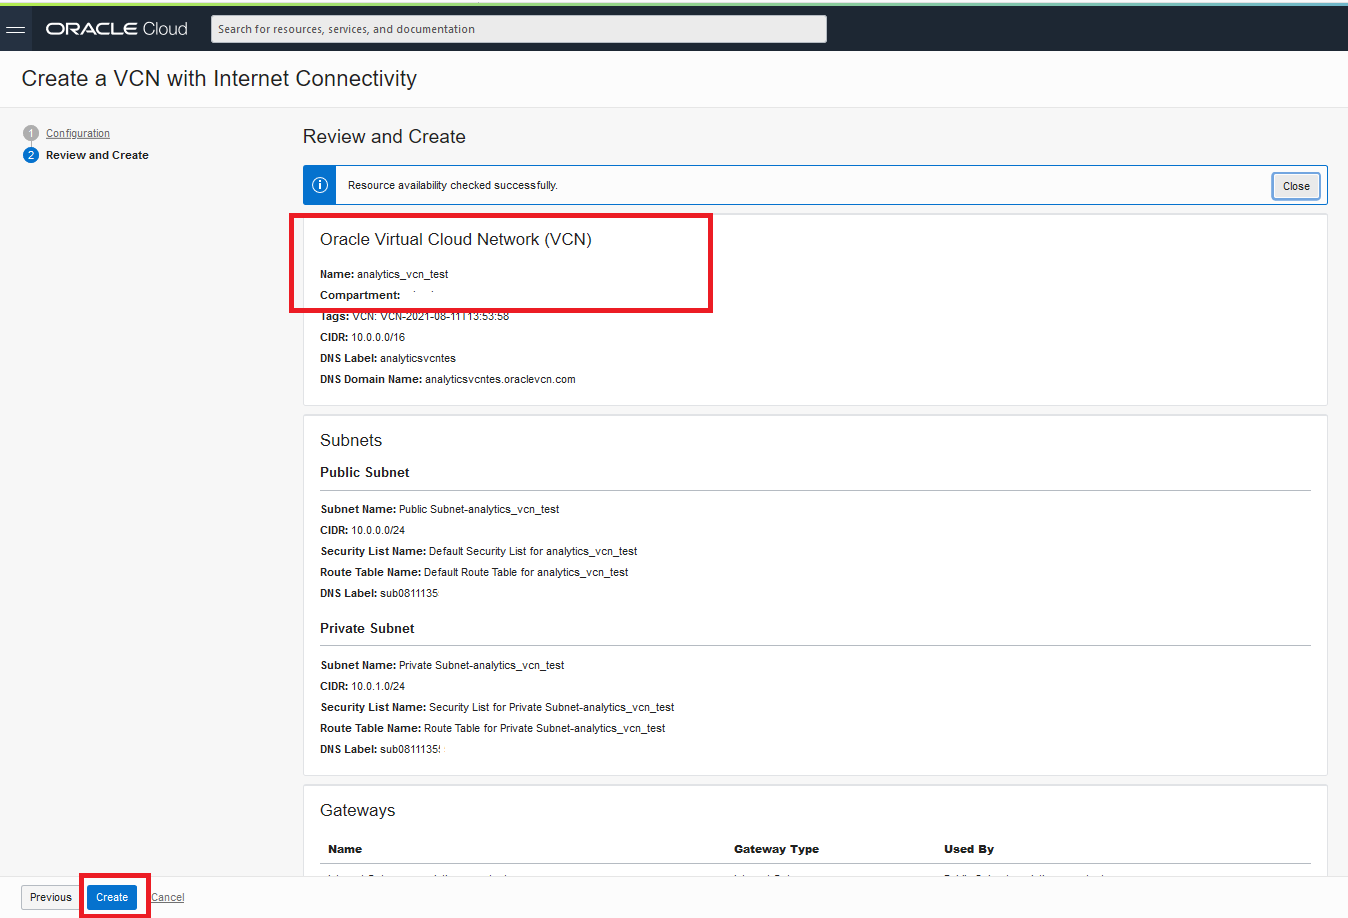 ORACLE Cloud
Search for resources, services, and documentation
Create a VCN with Internet Connectivity
1 Configuration
2 Review and Create
Review and Create
Resource availability checked successfully.
Close
Oracle Virtual Cloud Network (VCN)
Name: analytics_vcn_test
Compartment:
Tags: VCN: VCN-2021-08-11T13:53:58
CIDR: 10.0.0.0/16
DNS Label: analyticsvcntes
DNS Domain Name: analyticsvcntes.oraclevcn.com
Subnets
Public Subnet
Subnet Name: Public Subnet-analytics_vcn_test
CIDR: 10.0.0.0/24
Security List Name: Default Security List for analytics_vcn_test
Route Table Name: Default Route Table for analytics_vcn_test
DNS Label: sub0811135
Private Subnet
Subnet Name: Private Subnet-analytics_vcn_test
CIDR: 10.0.1.0/24
Security List Name: Security List for Private Subnet-analytics_vcn_test
Route Table Name: Route Table for Private Subnet-analytics_vcn_test
DNS Label: sub0811135
Gateways
Name Gateway Type Used By
Previous Create Cancel